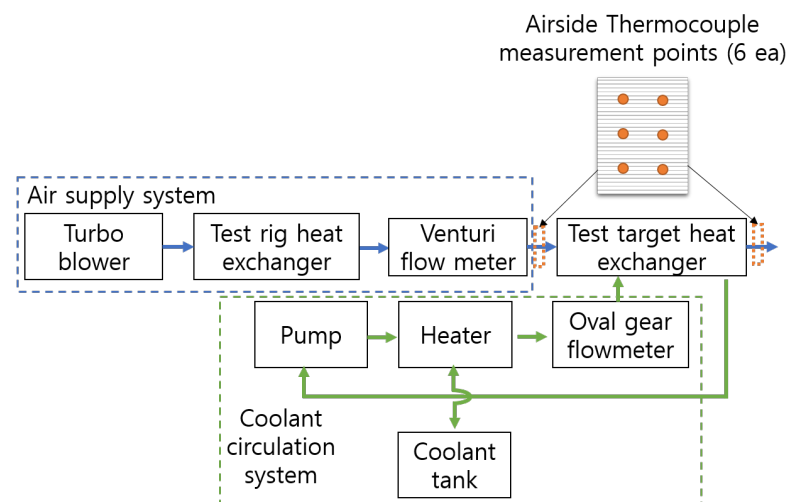 Airside Thermocouple
measurement points (6 ea)
Air supply system
Turbo
blower
Test rig heat
exchanger
Venturi
flow meter
Test target heat
exchanger
Pump
Heater
Oval gear
flowmeter
Coolant
circulation
system
Coolant
tank